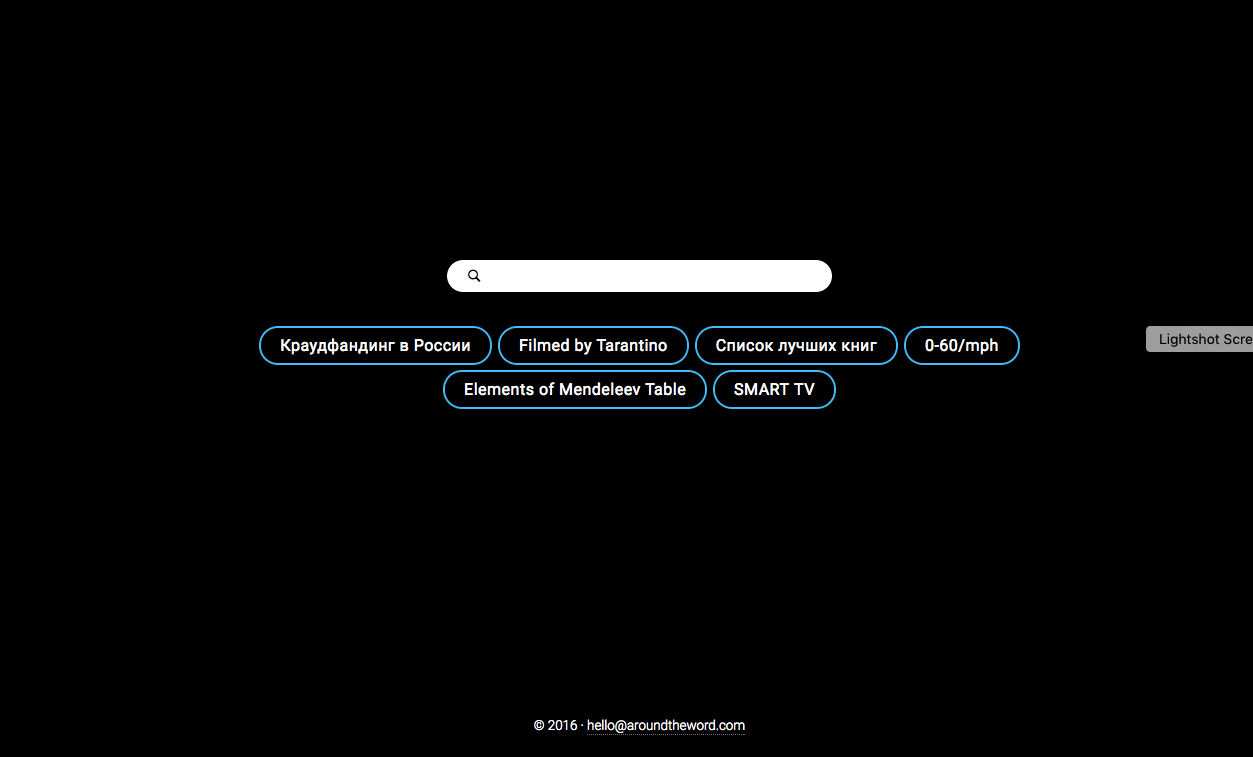 Краудфандинг в России
Filmed by Tarantino
Список лучших книг
0-60/mph
Lightshot Scre
Elements of Mendeleev Table
SMART TV
© 2016 · hello@aroundtheword.com